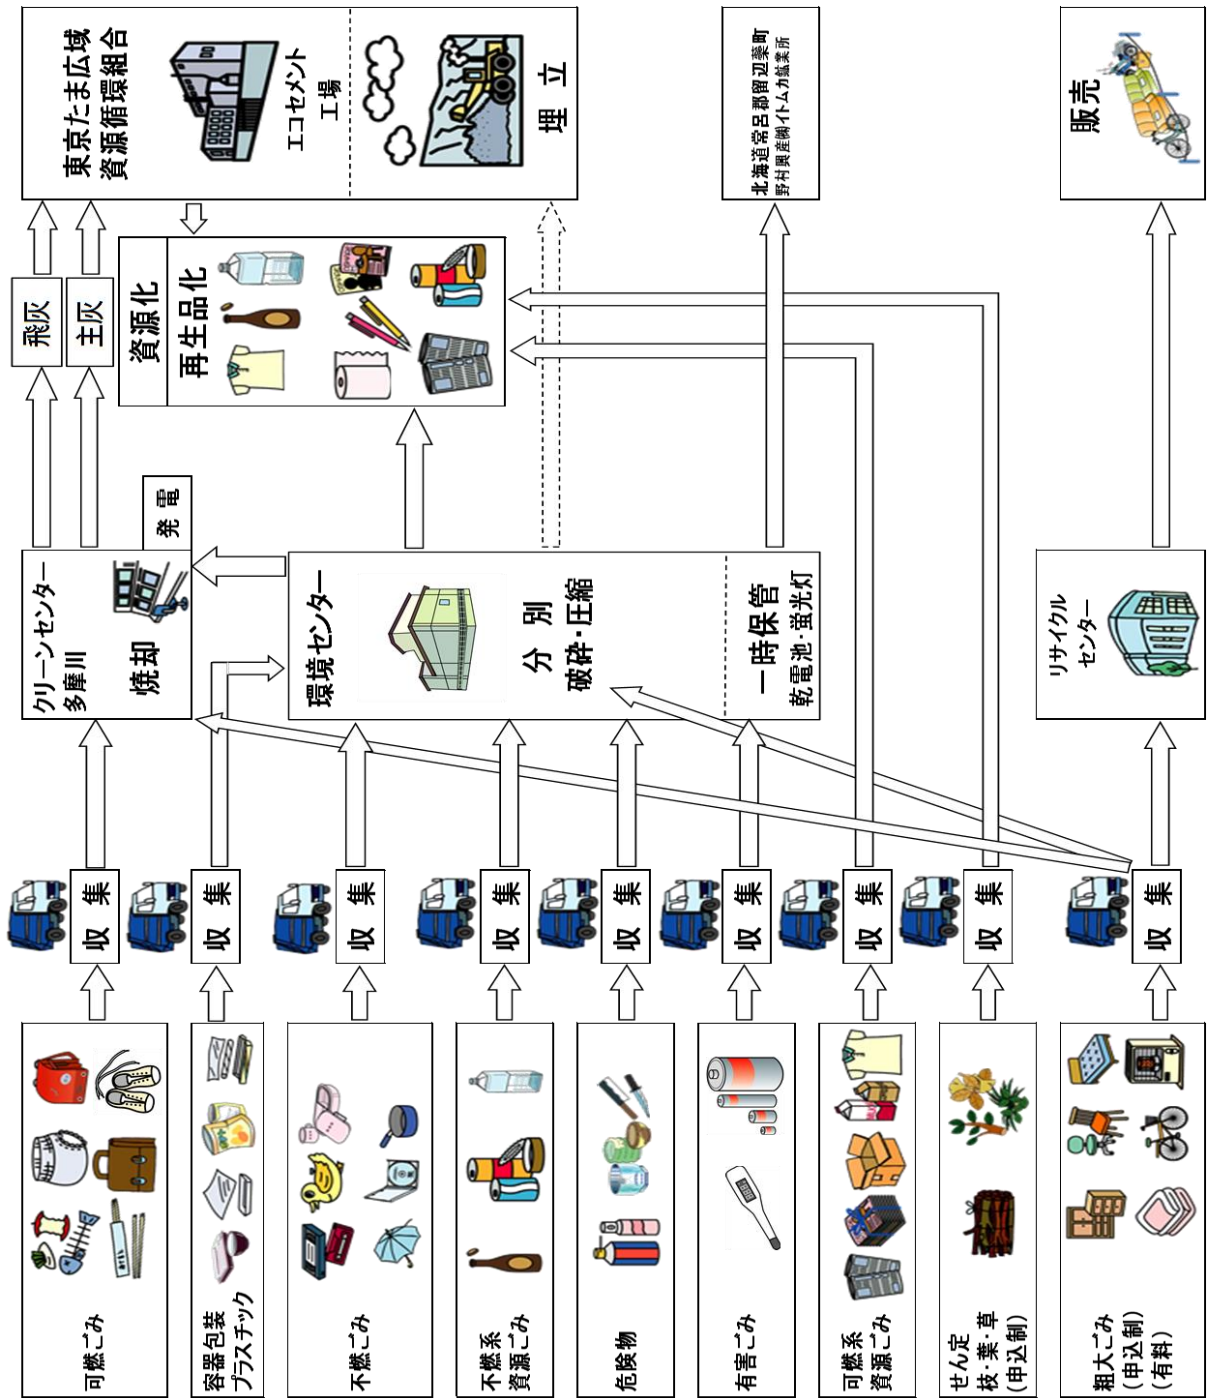 可燃ごみ
容器包装
プラスチック
不燃ごみ
不燃系
資源ごみ
危険物
有害ごみ
可燃系
資源ごみ
せん定
枝・葉・草
(申込制)
粗大ごみ
(申込制)
(有料)
収集
収集
収集
収集
収集
収集
収集
収集
収集
クリーンセンター
多摩川
焼却
発電
環境センター
分別
破砕・圧縮
一時保管
乾電池・蛍光灯
リサイクル
センター
飛灰
主灰
資源化
再生品化
東京たま広域
資源循環組合
エコセメント
工場
埋立
北海道常呂郡留辺蘂町
野村興産㈱イトムカ鉱業所
販売